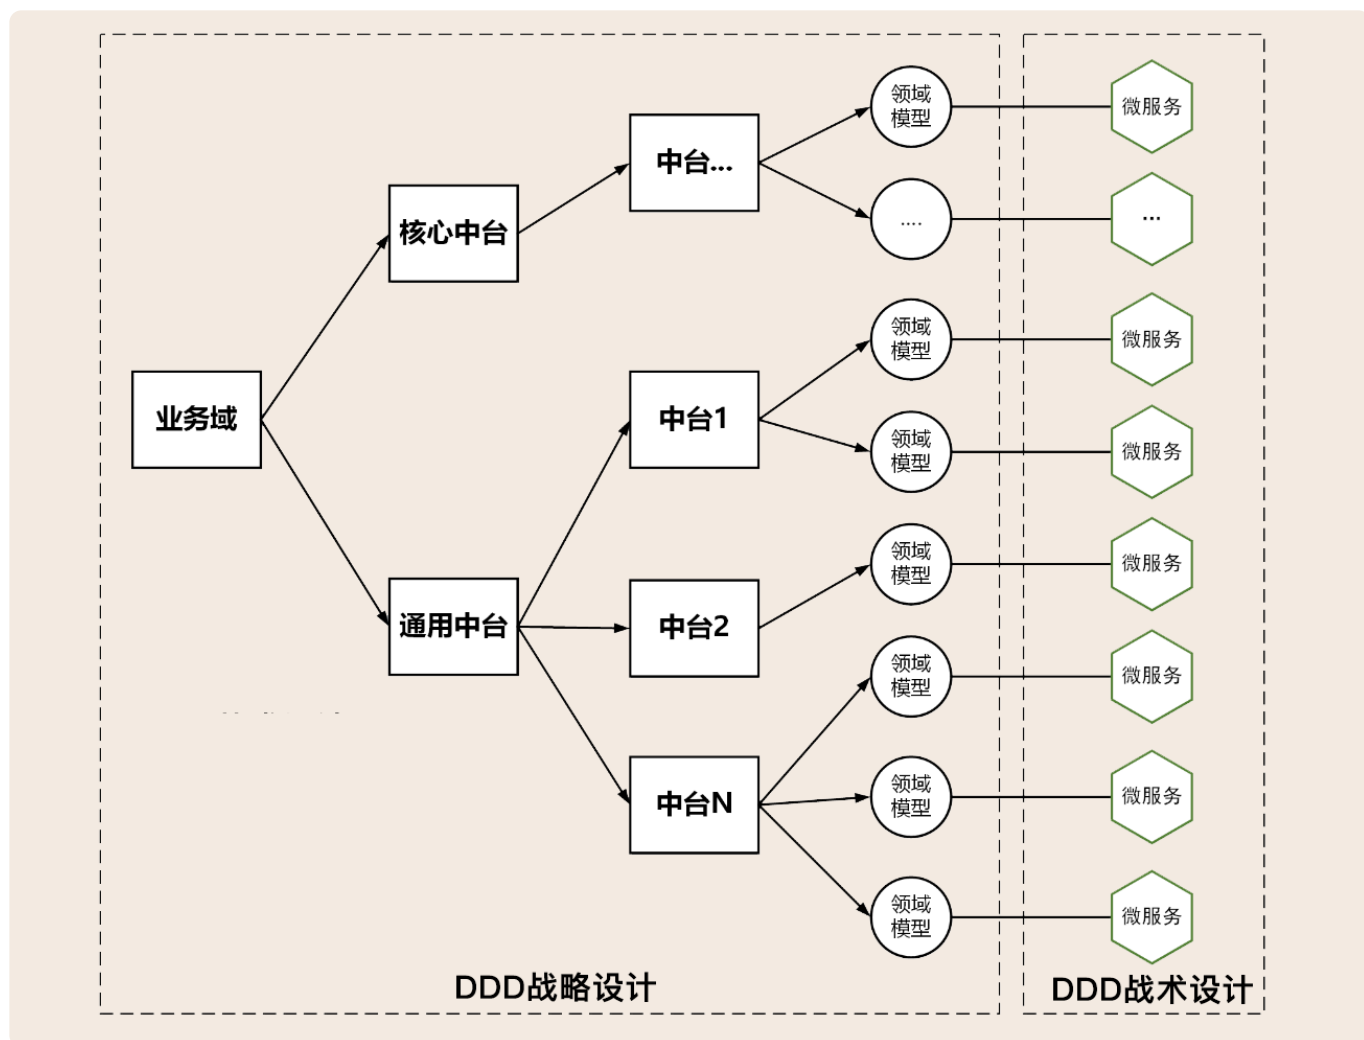 领域
模型
微服务
中台...
核心中台
....
...
领域
模型
微服务
业务域
中台1
领域
模型
微服务
领域
模型
微服务
通用中台
中台2
领域
模型
微服务
中台N
领域
模型
微服务
领域
模型
微服务
DDD战略设计
DDD战术设计